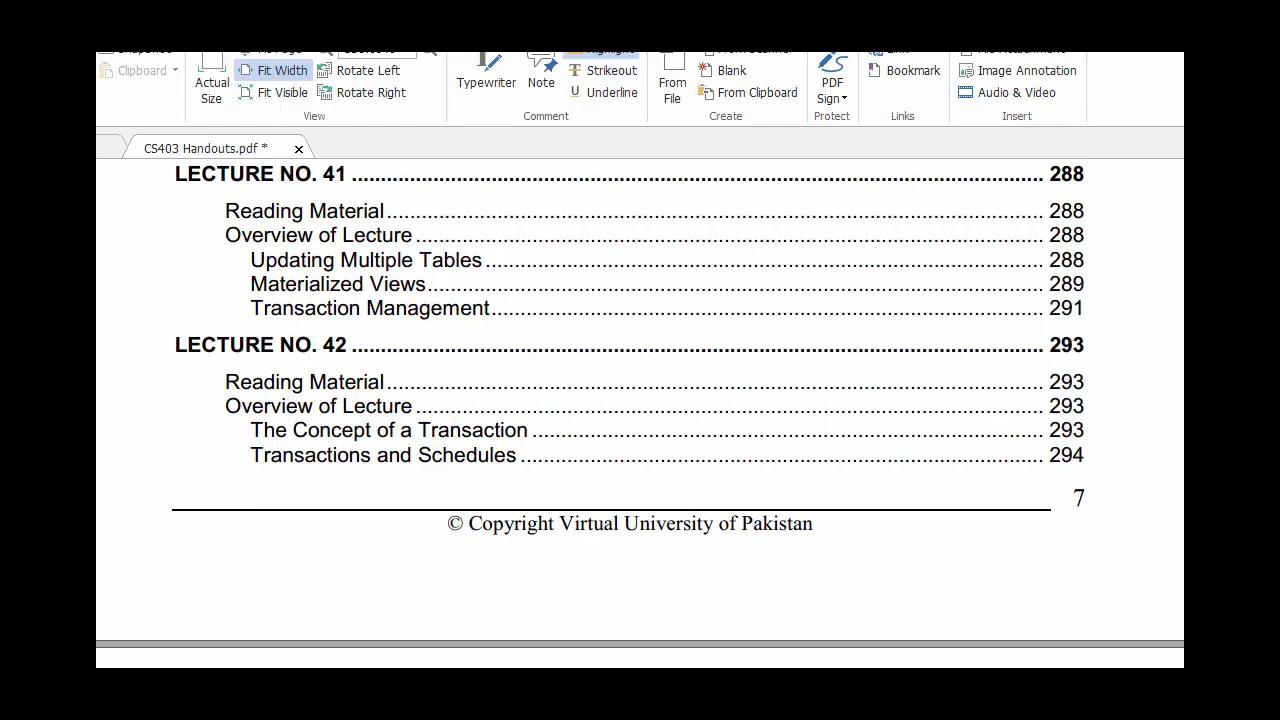 Clipboard
Actual Size
Fit Width
Fit Visible
Rotate Left
Rotate Right
View
Typewriter
Note
Strikeout
Underline
Comment
From File
Blank
From Clipboard
Create
PDF Sign
Protect
Bookmark
Links
Image Annotation
Audio & Video
Insert
CS403 Handouts.pdf *
LECTURE NO. 41 ........ 288
Reading Material ........ 288
Overview of Lecture ........ 288
Updating Multiple Tables ........ 288
Materialized Views ........ 289
Transaction Management ........ 291
LECTURE NO. 42 ........ 293
Reading Material ........ 293
Overview of Lecture ........ 293
The Concept of a Transaction ........ 293
Transactions and Schedules ........ 294
7
© Copyright Virtual University of Pakistan